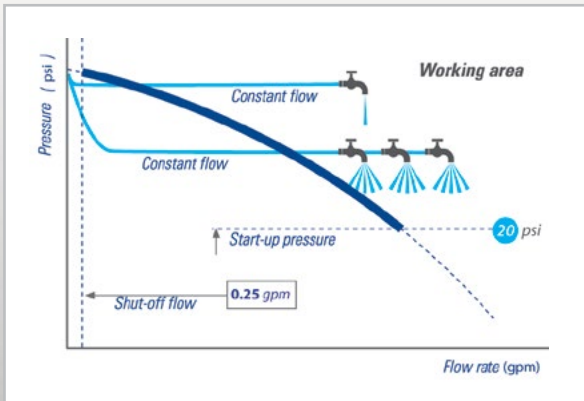 Pressure ( psi )
Working area
Constant flow
Constant flow
Start-up pressure
20 psi
0.25 gpm
Shut-off flow
Flow rate (gpm)